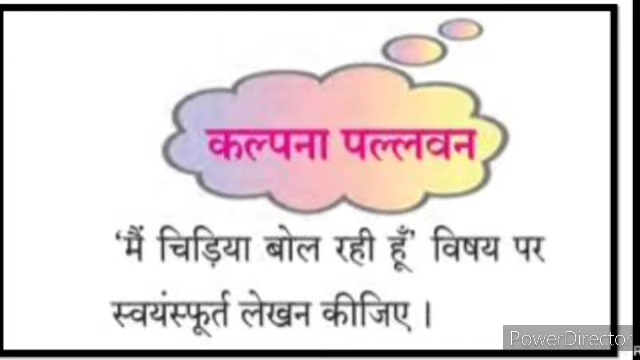 कल्पना पल्लवन
‘मैं चिड़िया बोल रही हूँ’ विषय पर
स्वयंस्फूर्त लेखन कीजिए ।
PowerDirector